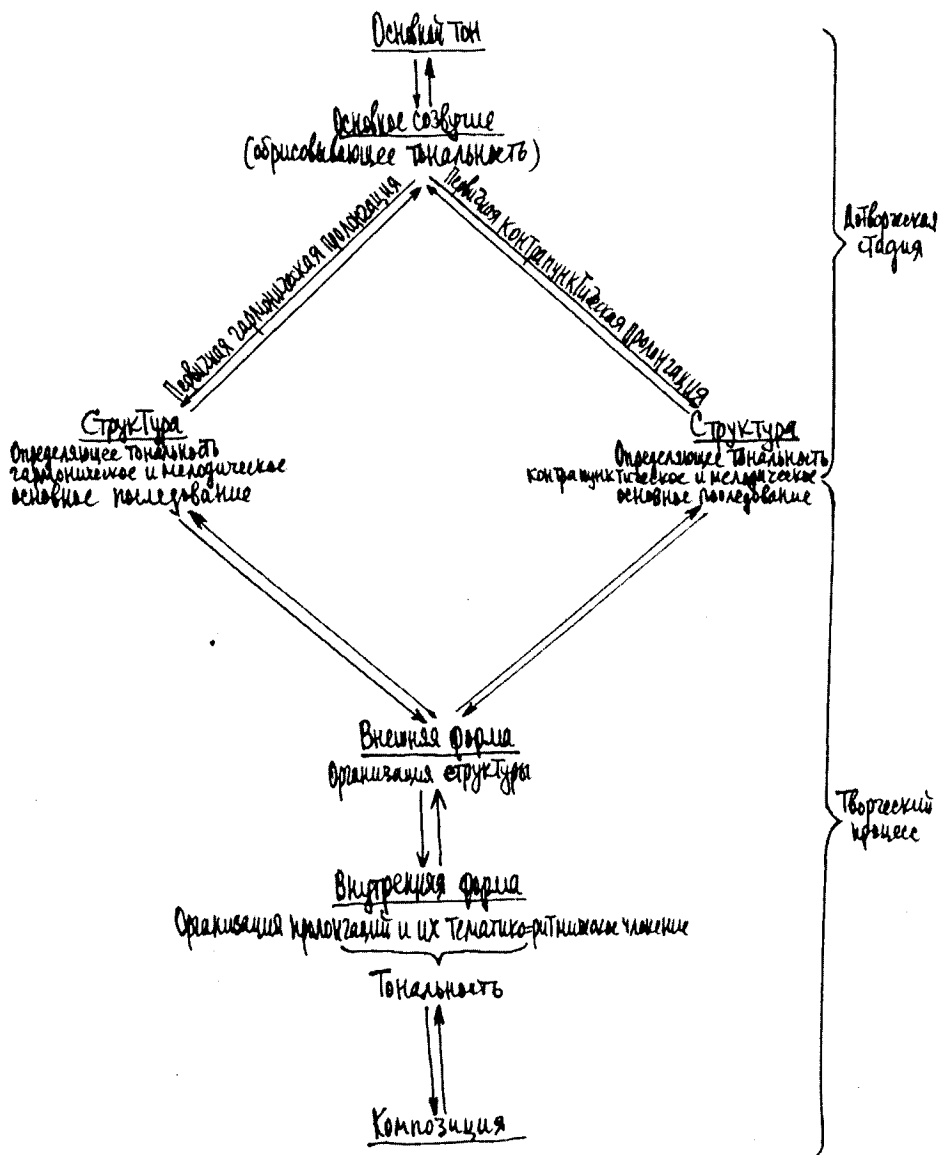 Основной тон
Основное созвучие
(обрисовывающее тональность)
Первичная гармоническая пролонгация
Первичная контрапунктическая пролонгация
Дотворческая
стадия
Структура
Определяющее тональность
гармоническое и мелодическое
основное последование
Структура
Определяющее тональность
контрапунктическое и мелодическое
основное последование
Внешняя форма
Организация структуры
Творческий
процесс
Внутренняя форма
Организация пролонгаций и их тематико=ритмическое членение
Тональность
Композиция